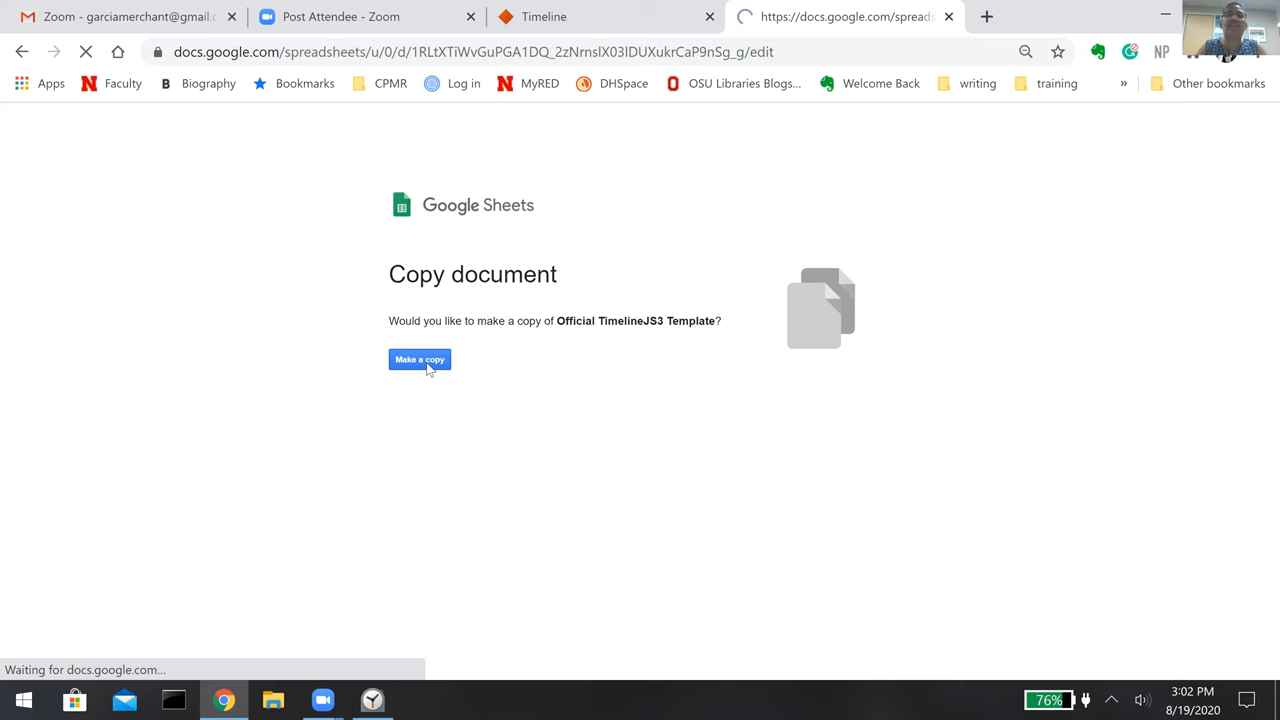 Zoom - garciamerchant@gmail.c
Post Attendee - Zoom
Timeline
https://docs.google.com/spreads
docs.google.com/spreadsheets/u/0/d/1RLtXTiWvGuPGA1DQ_2zNrnsIX03lDUXukrCaP9nSg_g/edit
NP
Apps
Faculty
B Biography
Bookmarks
CPMR
Log in
MyRED
DHSpace
OSU Libraries Blogs...
Welcome Back
writing
training
»
Other bookmarks
Google Sheets
Copy document
Would you like to make a copy of Official TimelineJS3 Template?
Make a copy
Waiting for docs.google.com...
76%
3:02 PM
8/19/2020